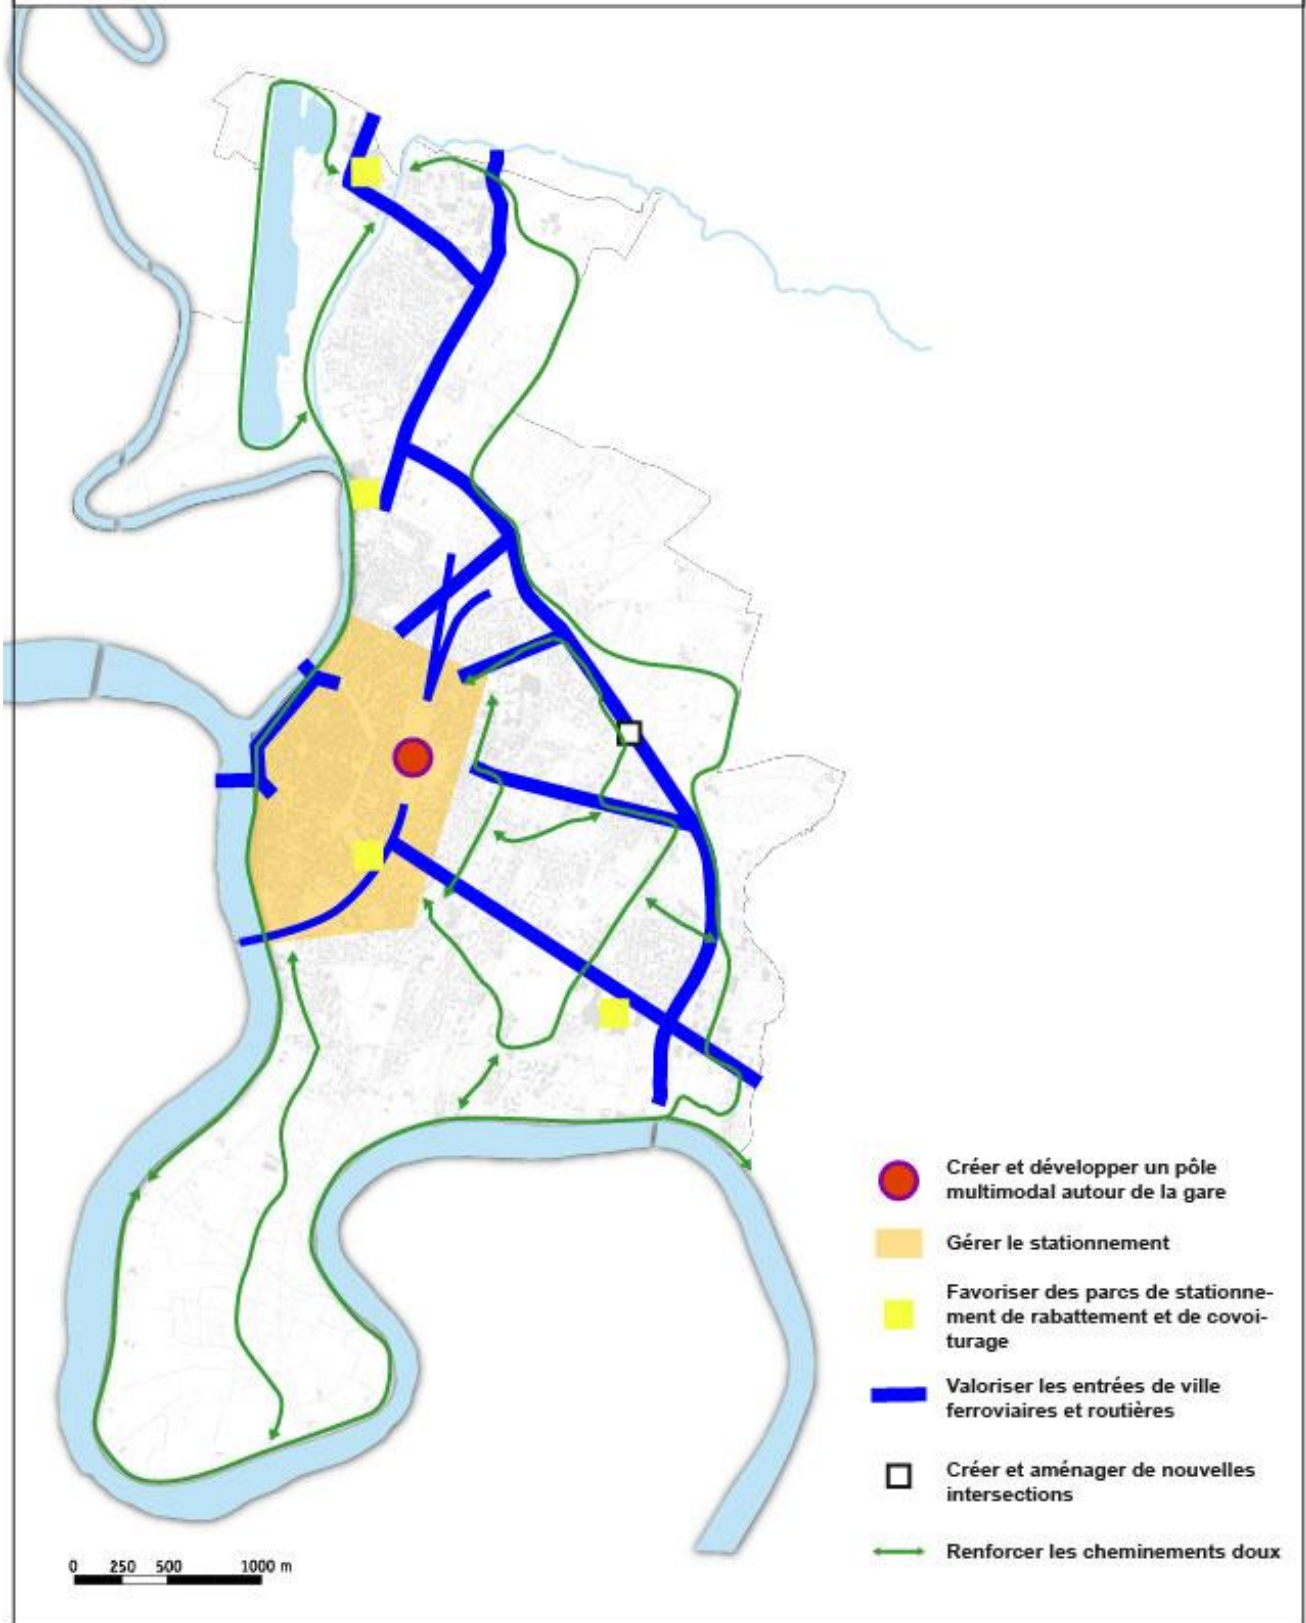 Créer et développer un pôle
multimodal autour de la gare
Gérer le stationnement
Favoriser des parcs de stationne-
ment de rabattement et de covoi-
turage
Valoriser les entrées de ville
ferroviaires et routières
Créer et aménager de nouvelles
intersections
Renforcer les cheminements doux
0 250 500 1000 m